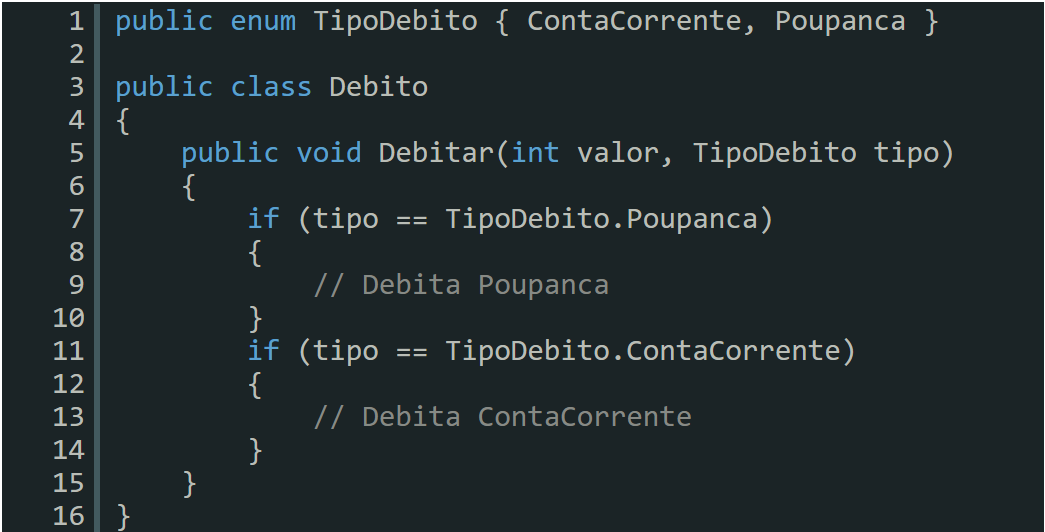 1 public enum TipoDebito { ContaCorrente, Poupanca }
2
3 public class Debito
4 {
5     public void Debitar(int valor, TipoDebito tipo)
6     {
7         if (tipo == TipoDebito.Poupanca)
8         {
9             // Debita Poupanca
10         }
11         if (tipo == TipoDebito.ContaCorrente)
12         {
13             // Debita ContaCorrente
14         }
15     }
16 }